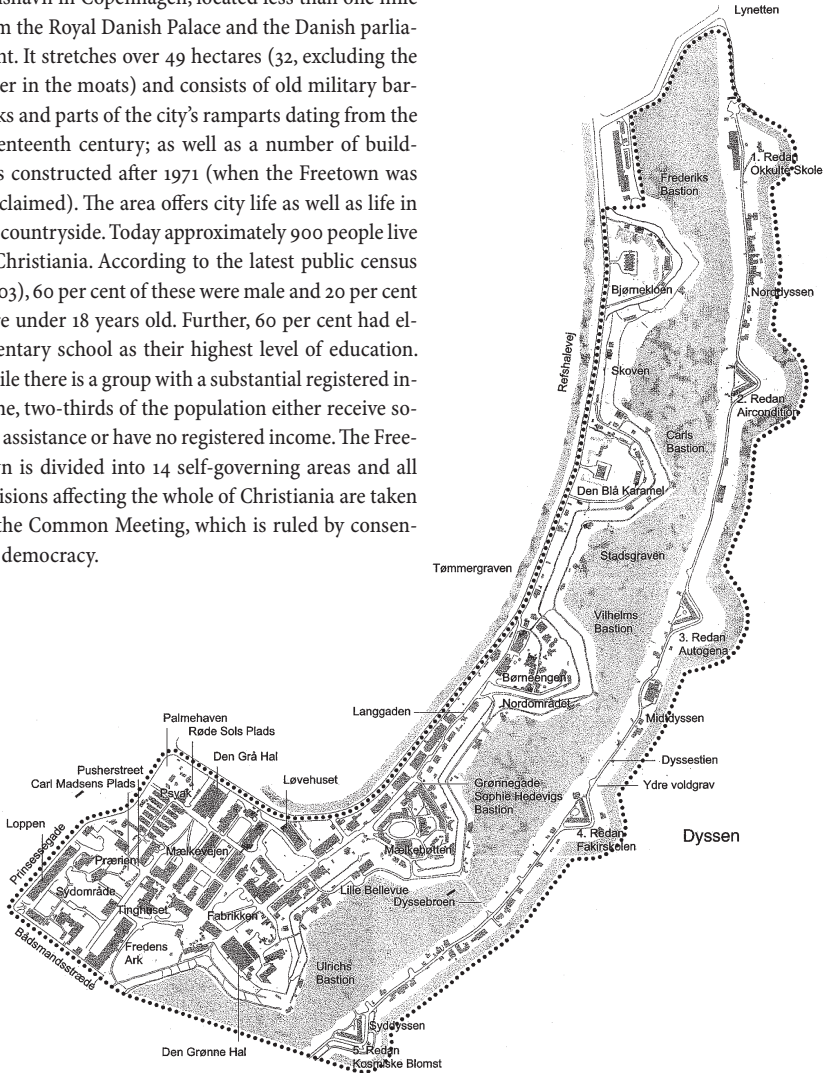 shavn in Copenhagen, located less than one mile
m the Royal Danish Palace and the Danish parlia-
nt. It stretches over 49 hectares (32, excluding the
er in the moats) and consists of old military bar-
ks and parts of the city's ramparts dating from the
enteenth century; as well as a number of build-
s constructed after 1971 (when the Freetown was
claimed). The area offers city life as well as life in
countryside. Today approximately 900 people live
Christiania. According to the latest public census
03), 60 per cent of these were male and 20 per cent
e under 18 years old. Further, 60 per cent had el-
entary school as their highest level of education.
ile there is a group with a substantial registered in-
ne, two-thirds of the population either receive so-
assistance or have no registered income. The Free-
n is divided into 14 self-governing areas and all
isions affecting the whole of Christiania are taken
the Common Meeting, which is ruled by consen-
democracy.
Lynetten
1. Redan
Okkulte Skole
Frederiks
Bastion
Bjørnekloen
Norddyssen
Refshalevej
Skoven
2. Redan
Aircondition
Carls
Bastion
Den Blå Karamel
Stadsgraven
Tømmergraven
Vilhelms
Bastion
3. Redan
Autogena
Børneengen
Nordområdet
Langgaden
Midtdyssen
Palmehaven
Røde Sols Plads
Den Grå Hal
Dyssestien
Pusherstreet
Carl Madsens Plads
Løvehuset
Grønnegade
Sophie Hedevigs
Bastion
Ydre voldgrav
Psyak
Loppen
4. Redan
Fakirskolen
Dyssen
Prinsessegade
Prærien
Mælkevejen
Mælkebøtten
Sydområde
Lille Bellevue
Dyssebroen
Tinghuset
Fabrikken
Bådsmandsstræde
Fredens
Ark
Ulrichs
Bastion
Syddyssen
Den Grønne Hal
5. Redan
Kosmiske Blomst